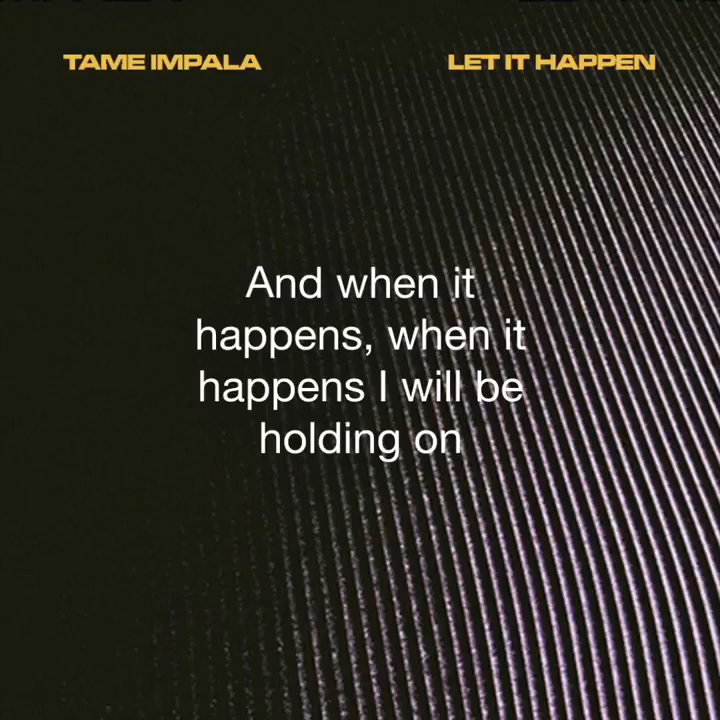 TAME IMPALA
LET IT HAPPEN
And when it
happens, when it
happens I will be
holding on